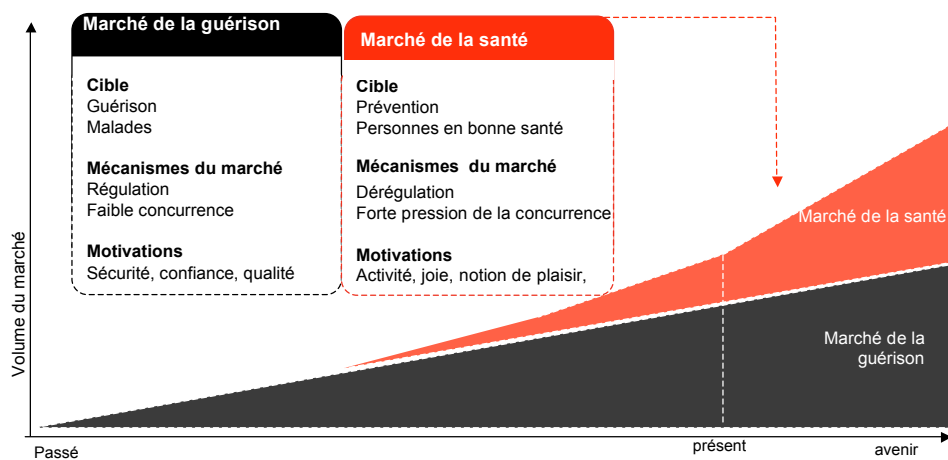 Marché de la guérison
Cible
Guérison
Malades
Mécanismes du marché
Régulation
Faible concurrence
Motivations
Sécurité, confiance, qualité
Marché de la santé
Cible
Prévention
Personnes en bonne santé
Mécanismes du marché
Dérégulation
Forte pression de la concurrence
Motivations
Activité, joie, notion de plaisir,
Volume du marché
Marché de la santé
Marché de la
guérison
Passé
présent
avenir